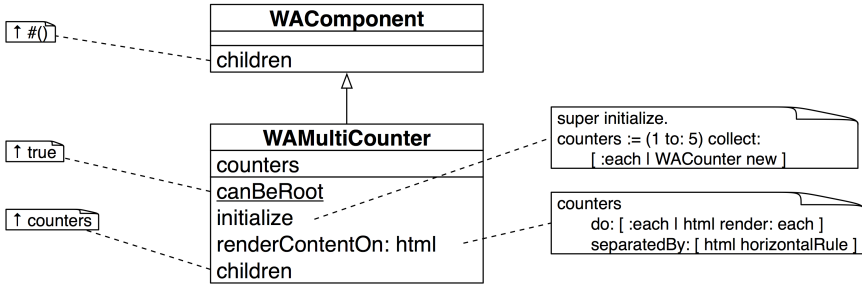 WAComponent
↑ #()
children
WAMultiCounter
super initialize.
counters := (1 to: 5) collect:
[ :each | WACounter new ]
↑ true
counters
canBeRoot
↑ counters
initialize
counters
do: [ :each | html render: each ]
separatedBy: [ html horizontalRule ]
renderContentOn: html
children